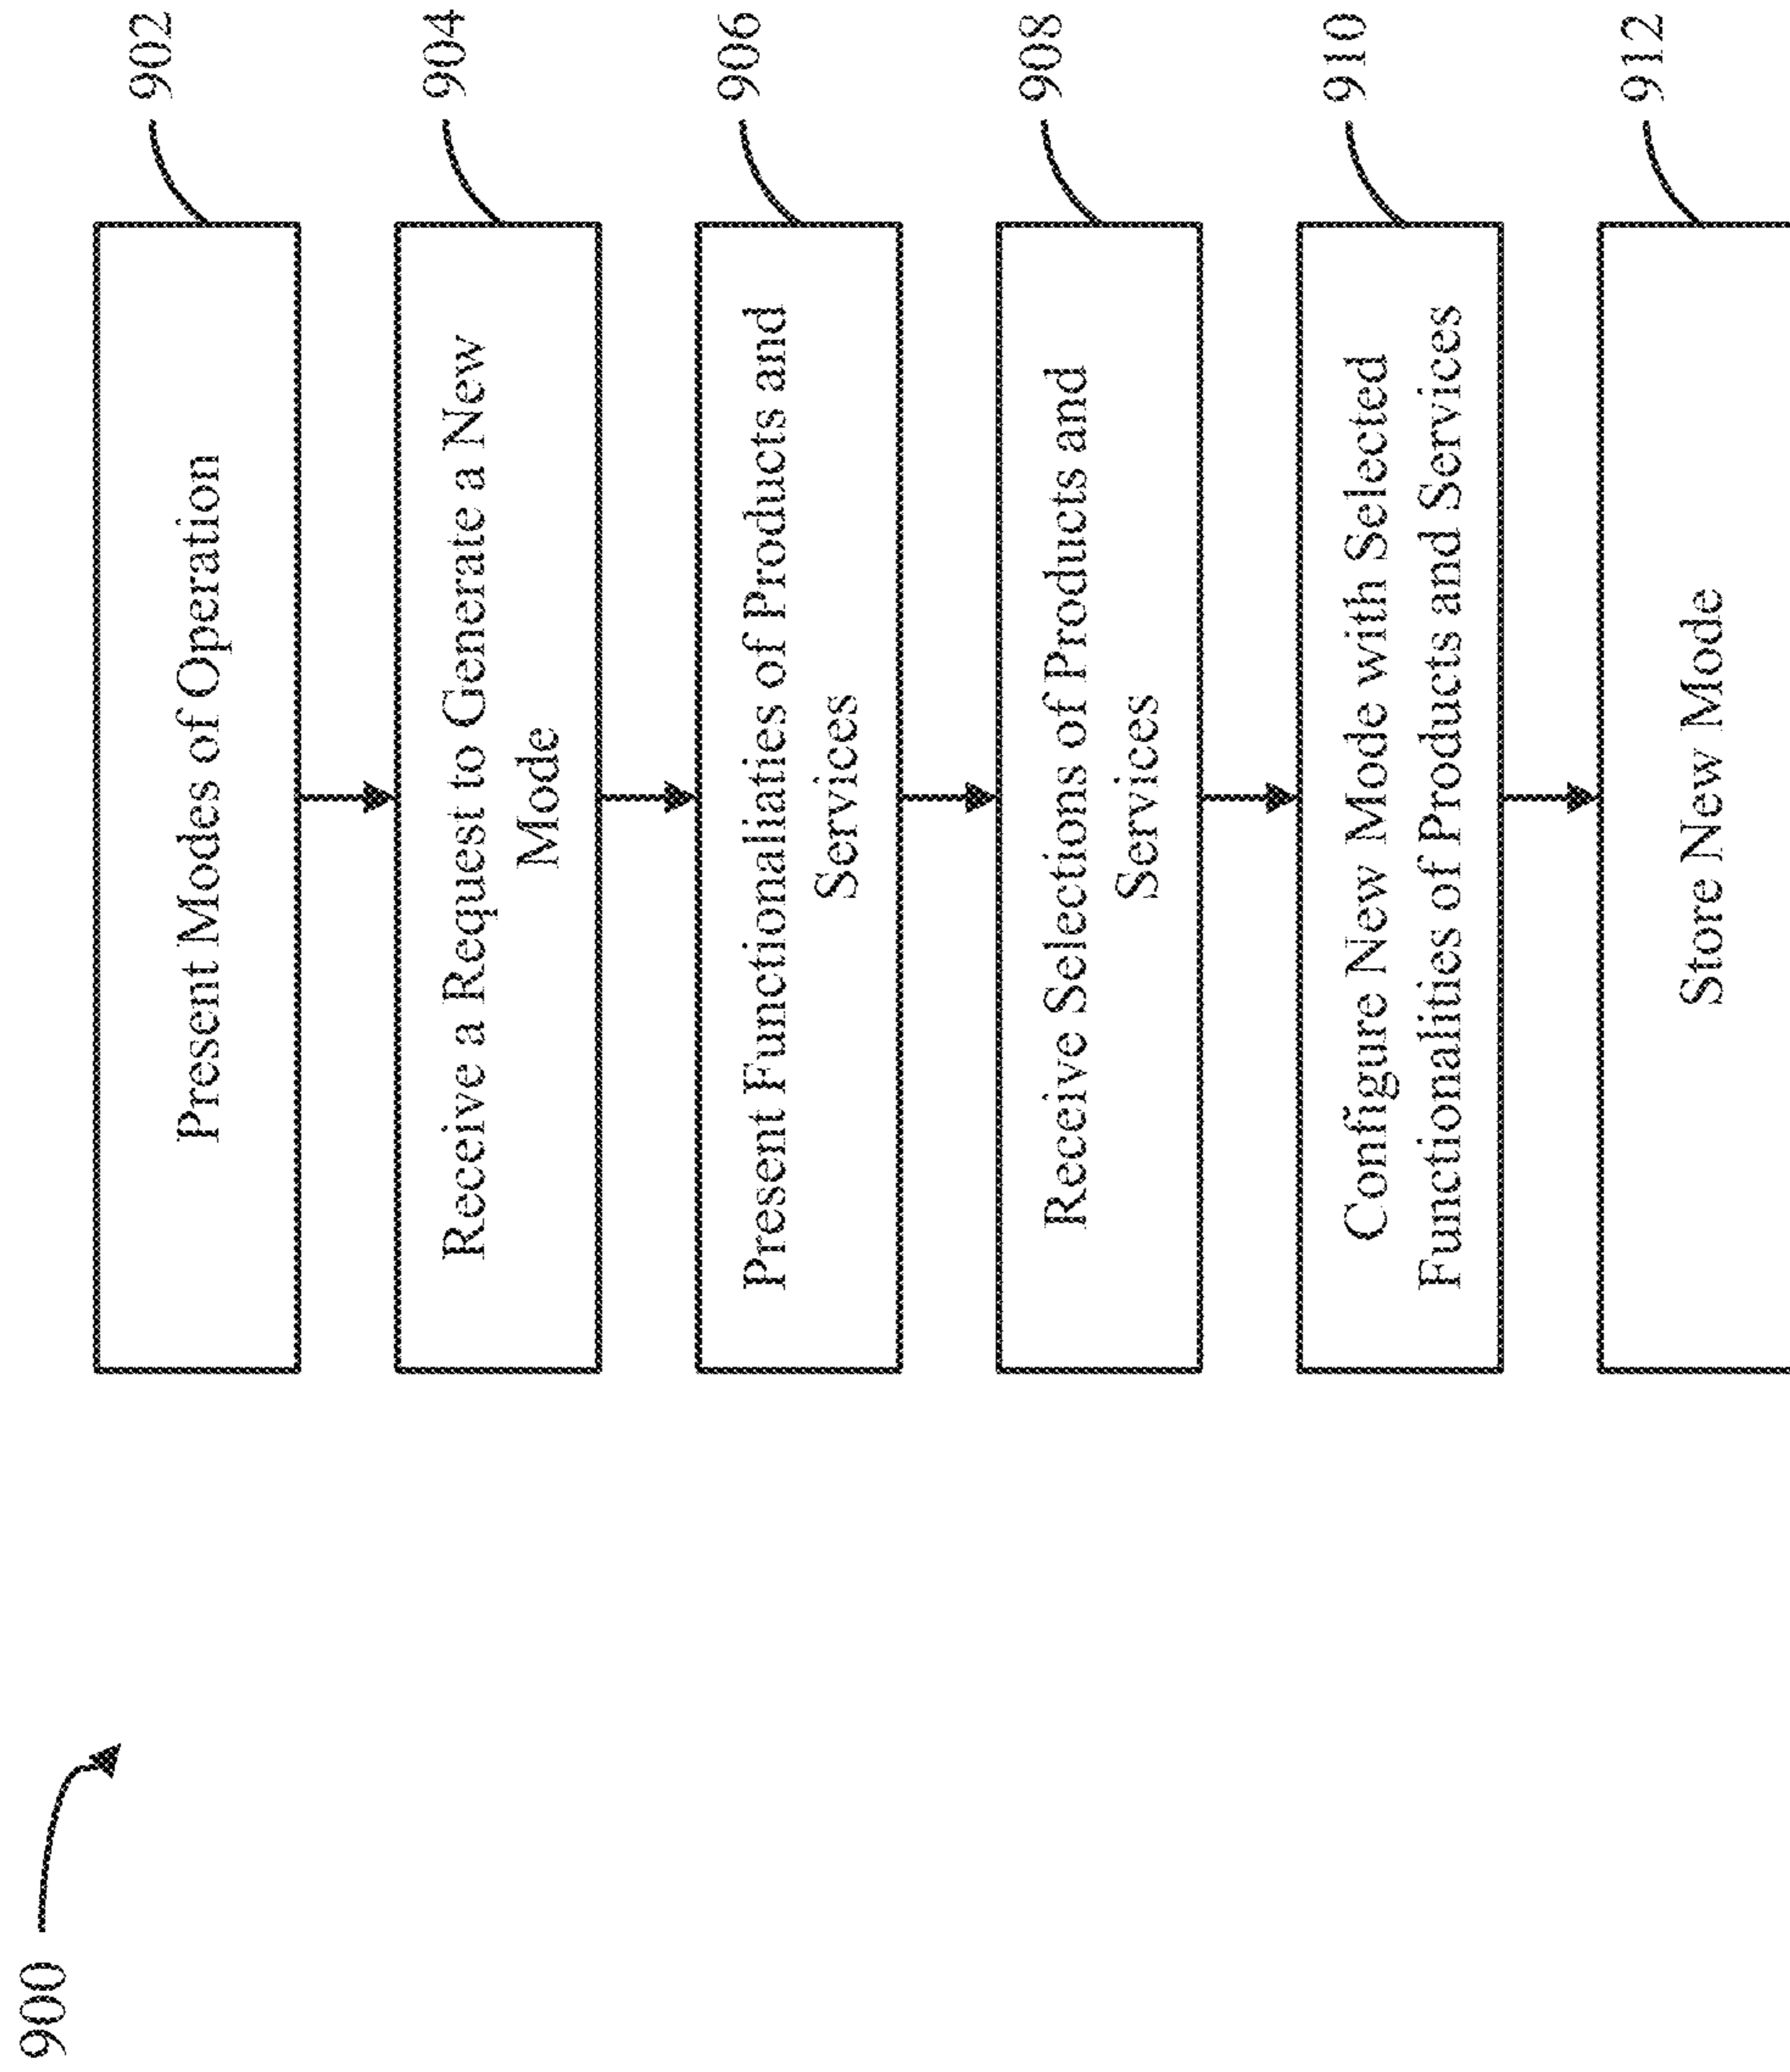 900
Present Modes of Operation
902
Receive a Request to Generate a New
Mode
904
Present Functionaliaties of Products and
Services
906
Receive Selections of Products and
Services
908
Configure New Mode with Selected
Functionalities of Products and Services
910
Store New Mode
912